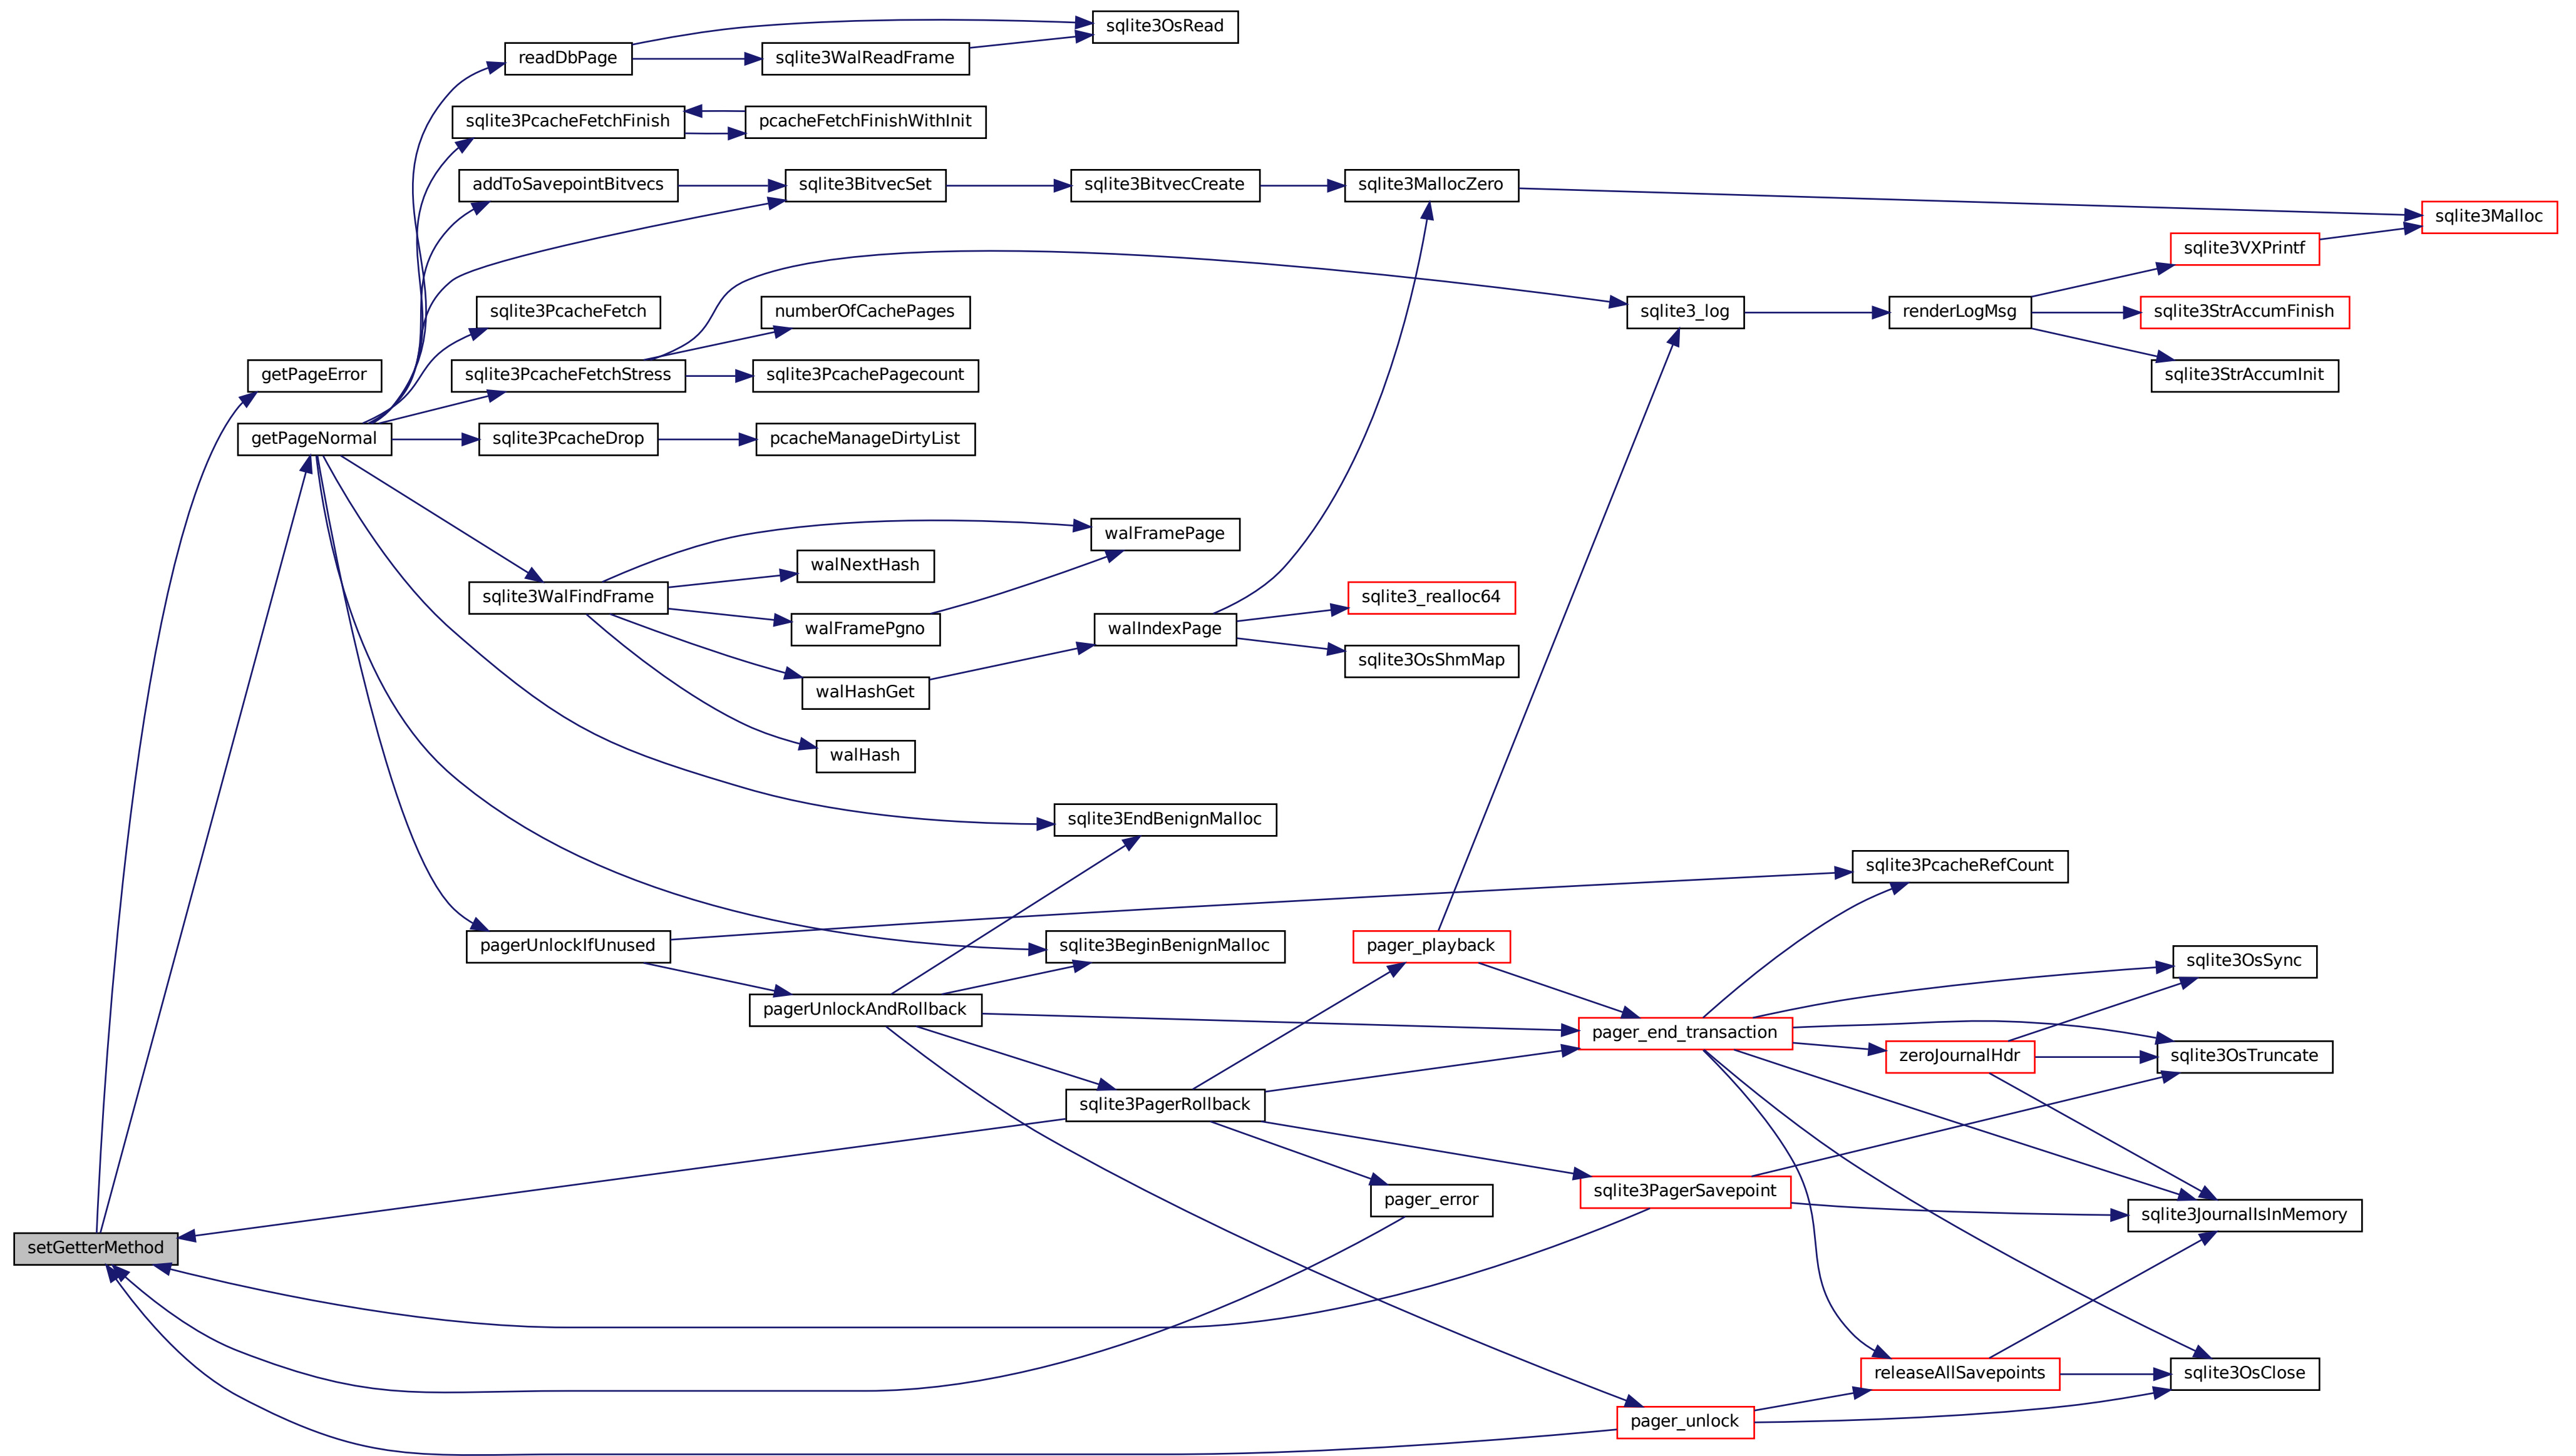 sqlite3OsRead
readDbPage
sqlite3WalReadFrame
sqlite3PcacheFetchFinish
pcacheFetchFinishWithInit
addToSavepointBitvecs
sqlite3BitvecSet
sqlite3BitvecCreate
sqlite3MallocZero
sqlite3Malloc
sqlite3VXPrintf
sqlite3PcacheFetch
numberOfCachePages
sqlite3_log
renderLogMsg
sqlite3StrAccumFinish
getPageError
sqlite3PcacheFetchStress
sqlite3PcachePagecount
sqlite3StrAccumInit
getPageNormal
sqlite3PcacheDrop
pcacheManageDirtyList
walFramePage
walNextHash
sqlite3WalFindFrame
sqlite3_realloc64
walFramePgno
walIndexPage
sqlite3OsShmMap
walHashGet
walHash
sqlite3EndBenignMalloc
sqlite3PcacheRefCount
pagerUnlockIfUnused
sqlite3BeginBenignMalloc
pager_playback
sqlite3OsSync
pagerUnlockAndRollback
pager_end_transaction
zeroJournalHdr
sqlite3OsTruncate
sqlite3PagerRollback
sqlite3PagerSavepoint
pager_error
sqlite3JournalIsInMemory
setGetterMethod
releaseAllSavepoints
sqlite3OsClose
pager_unlock